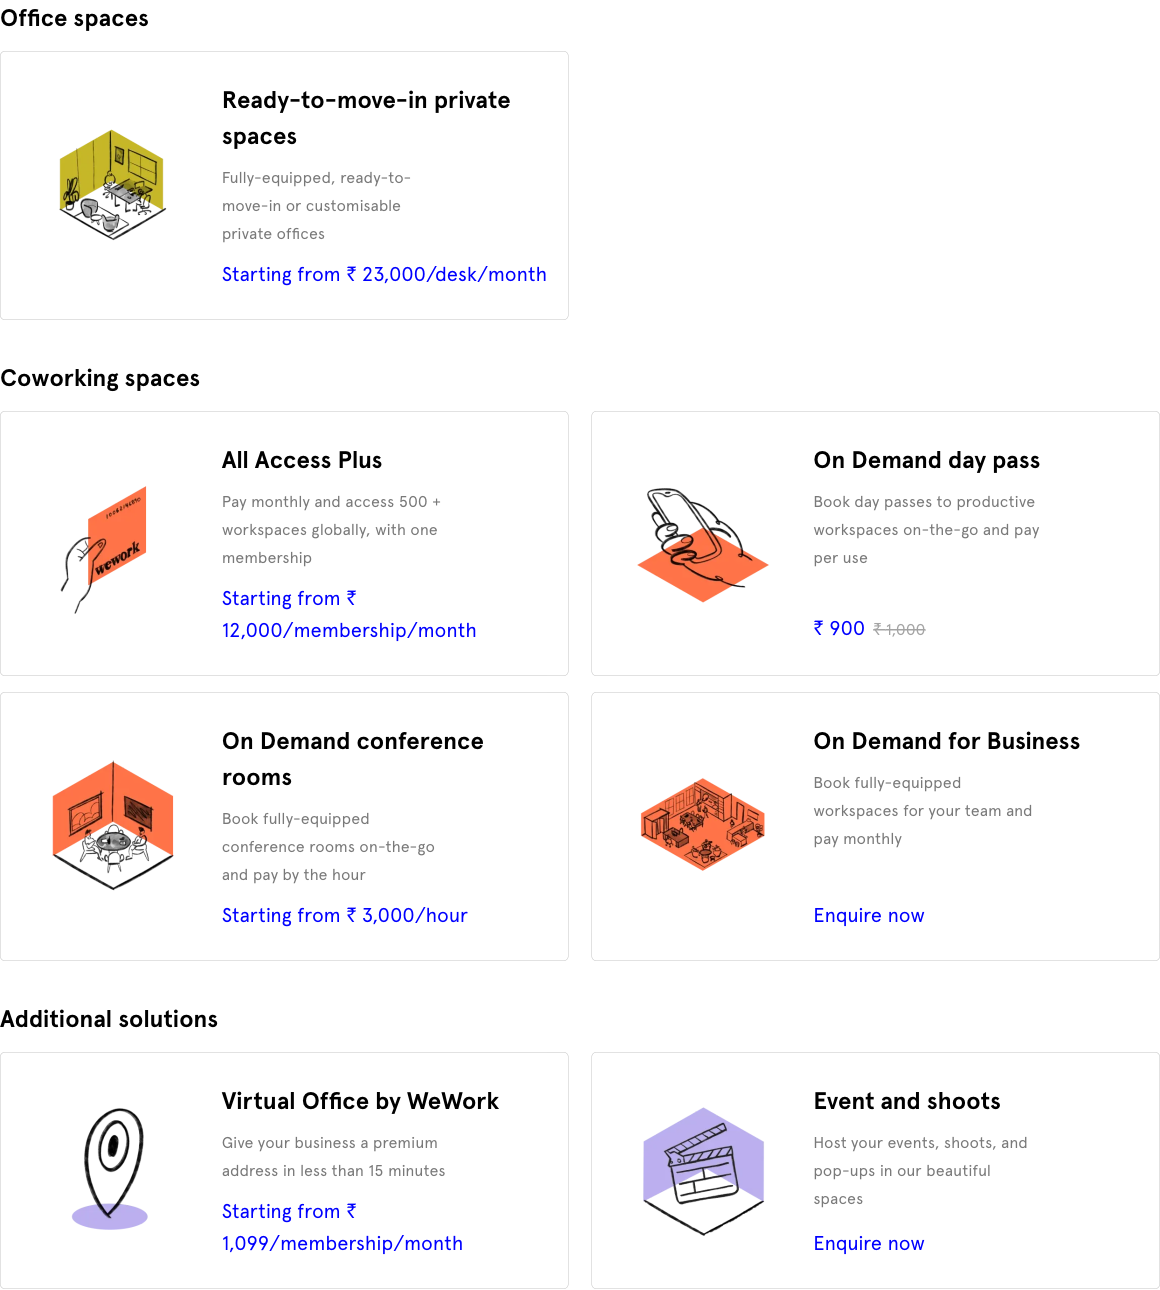 Office spaces
Ready-to-move-in private
spaces
Fully-equipped, ready-to-
move-in or customisable
private offices
Starting from ₹ 23,000/desk/month
Coworking spaces
All Access Plus
Pay monthly and access 500 +
workspaces globally, with one
membership
Starting from ₹
12,000/membership/month
wework
On Demand day pass
Book day passes to productive
workspaces on-the-go and pay
per use
₹ 900 ₹ 1,000
On Demand conference
rooms
Book fully-equipped
conference rooms on-the-go
and pay by the hour
Starting from ₹ 3,000/hour
On Demand for Business
Book fully-equipped
workspaces for your team and
pay monthly
Enquire now
Additional solutions
Virtual Office by WeWork
Give your business a premium
address in less than 15 minutes
Starting from ₹
1,099/membership/month
Event and shoots
Host your events, shoots, and
pop-ups in our beautiful
spaces
Enquire now